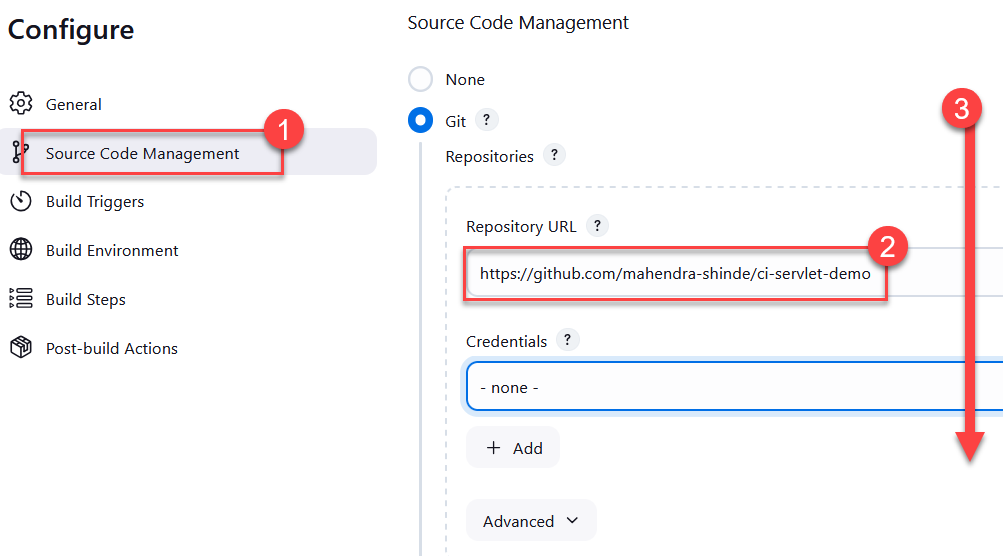 Configure
General
Source Code Management
1
Build Triggers
Build Environment
Build Steps
Post-build Actions
Source Code Management
None
Git ?
Repositories ?
Repository URL ?
2
https://github.com/mahendra-shinde/ci-servlet-demo
Credentials ?
- none -
+ Add
Advanced
3